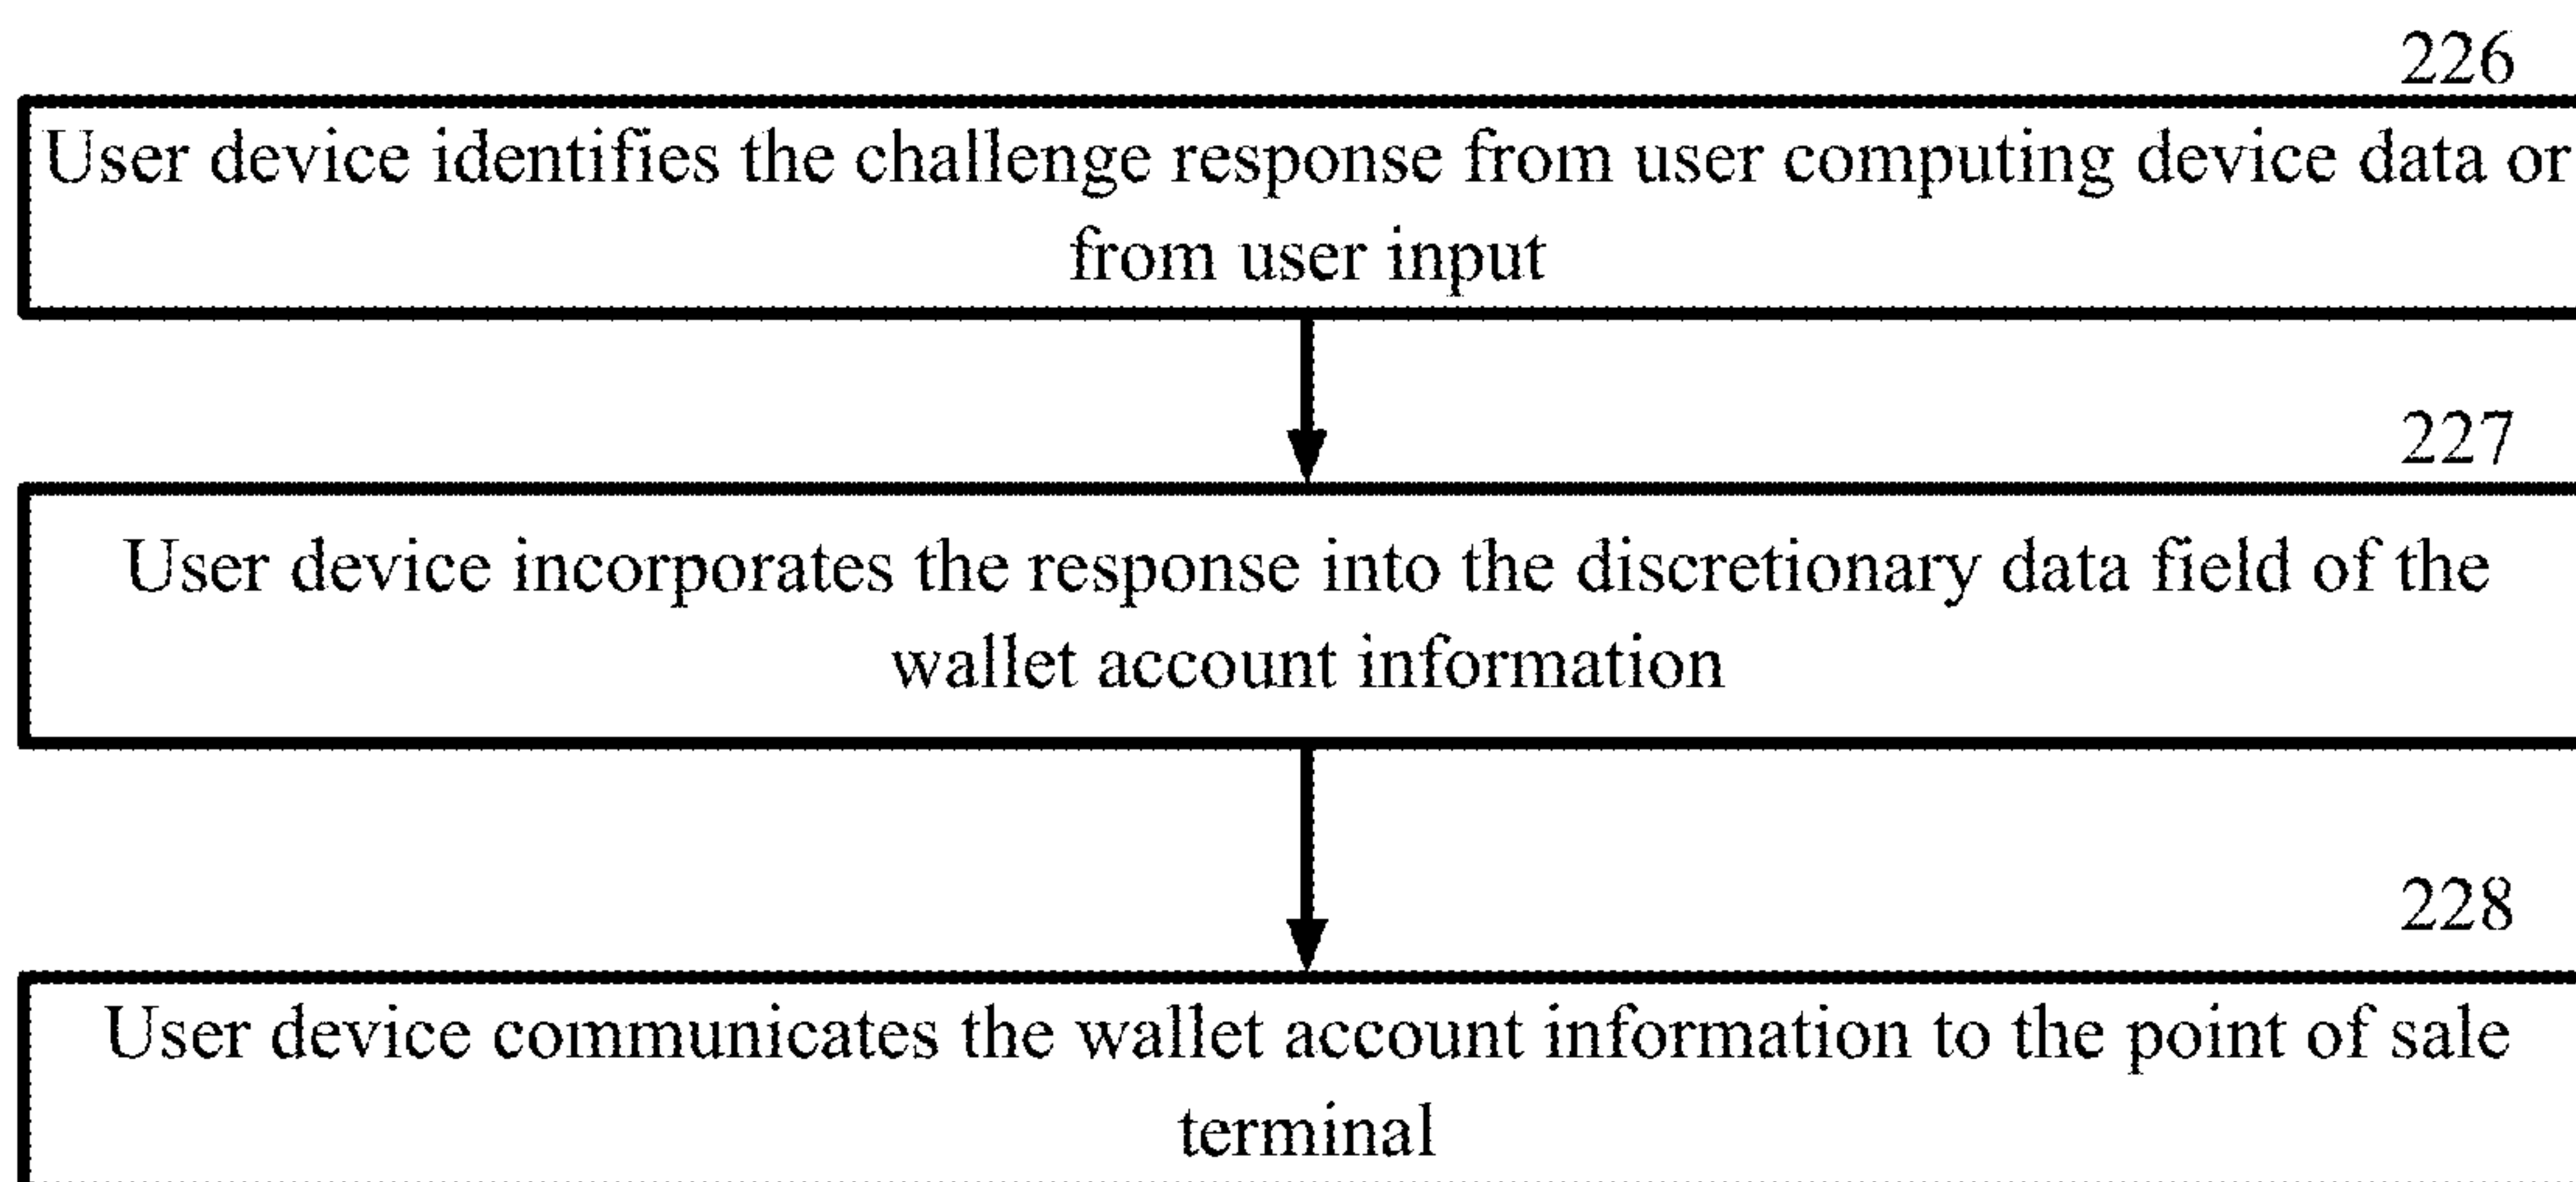 226
User device identifies the challenge response from user computing device data or
from user input
227
User device incorporates the response into the discretionary data field of the
wallet account information
228
User device communicates the wallet account information to the point of sale
terminal